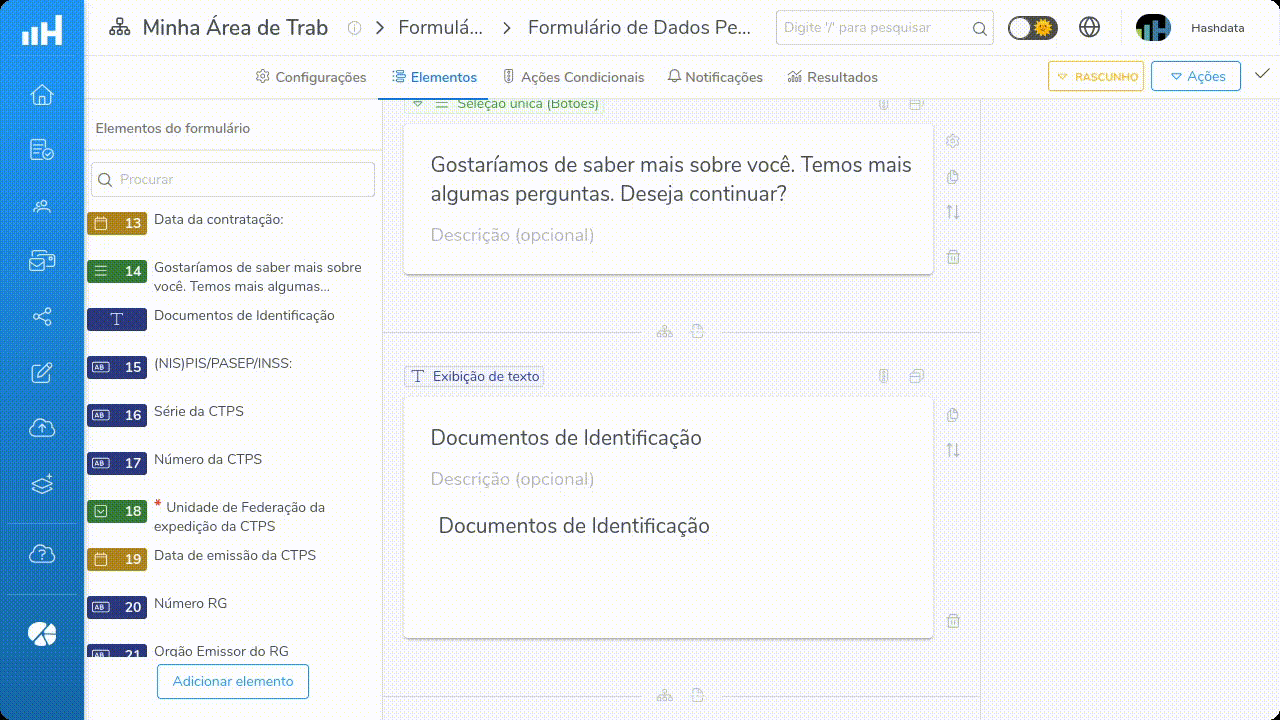 Minha Área de Trab
Formulá...
Formulário de Dados Pe...
Digite '/' para pesquisar
Hashdata
Configurações
Elementos
Ações Condicionais
Notificações
Resultados
RASCUNHO
Ações
Elementos do formulário
Procurar
13 Data da contratação:
14 Gostaríamos de saber mais sobre
você. Temos mais algumas...
T Documentos de Identificação
AB 15 (NIS)PIS/PASEP/INSS:
AB 16 Série da CTPS
AB 17 Número da CTPS
18 * Unidade de Federação da
expedição da CTPS
19 Data de emissão da CTPS
AB 20 Número RG
AB 21 Orgão Emissor do RG
Adicionar elemento
Seleção única (Botões)
Gostaríamos de saber mais sobre você. Temos mais
algumas perguntas. Deseja continuar?
Descrição (opcional)
T Exibição de texto
Documentos de Identificação
Descrição (opcional)
Documentos de Identificação